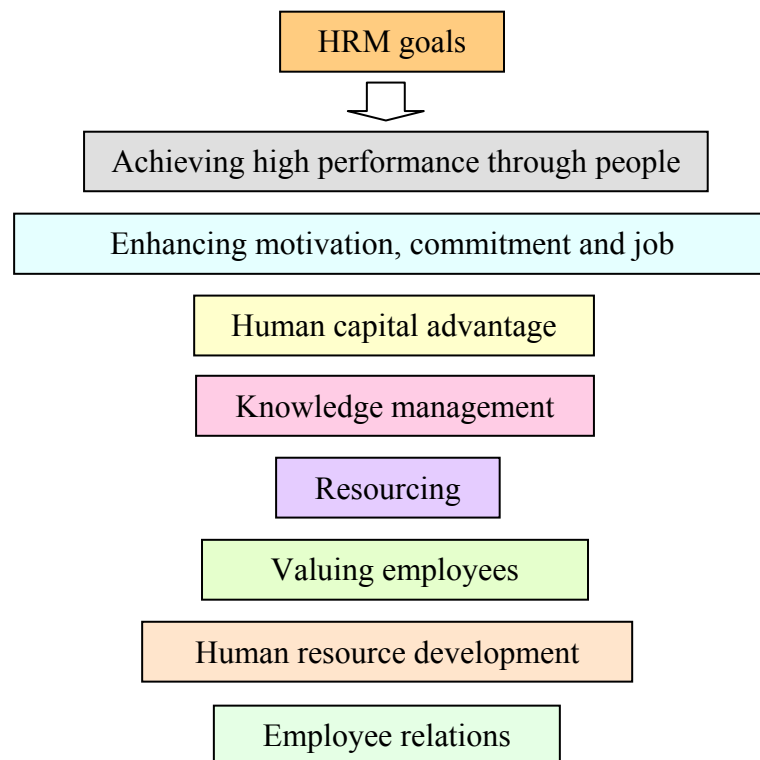 HRM goals
Achieving high performance through people
Enhancing motivation, commitment and job
Human capital advantage
Knowledge management
Resourcing
Valuing employees
Human resource development
Employee relations